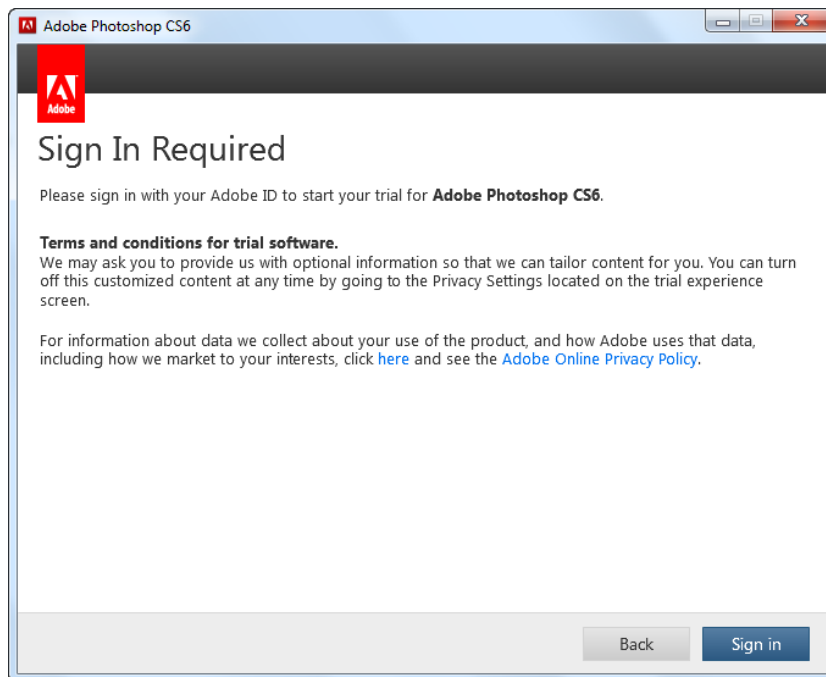 Adobe Photoshop CS6
Adobe
Sign In Required
Please sign in with your Adobe ID to start your trial for Adobe Photoshop CS6.
Terms and conditions for trial software.
We may ask you to provide us with optional information so that we can tailor content for you. You can turn
off this customized content at any time by going to the Privacy Settings located on the trial experience
screen.
For information about data we collect about your use of the product, and how Adobe uses that data,
including how we market to your interests, click here and see the Adobe Online Privacy Policy.
Back Sign in